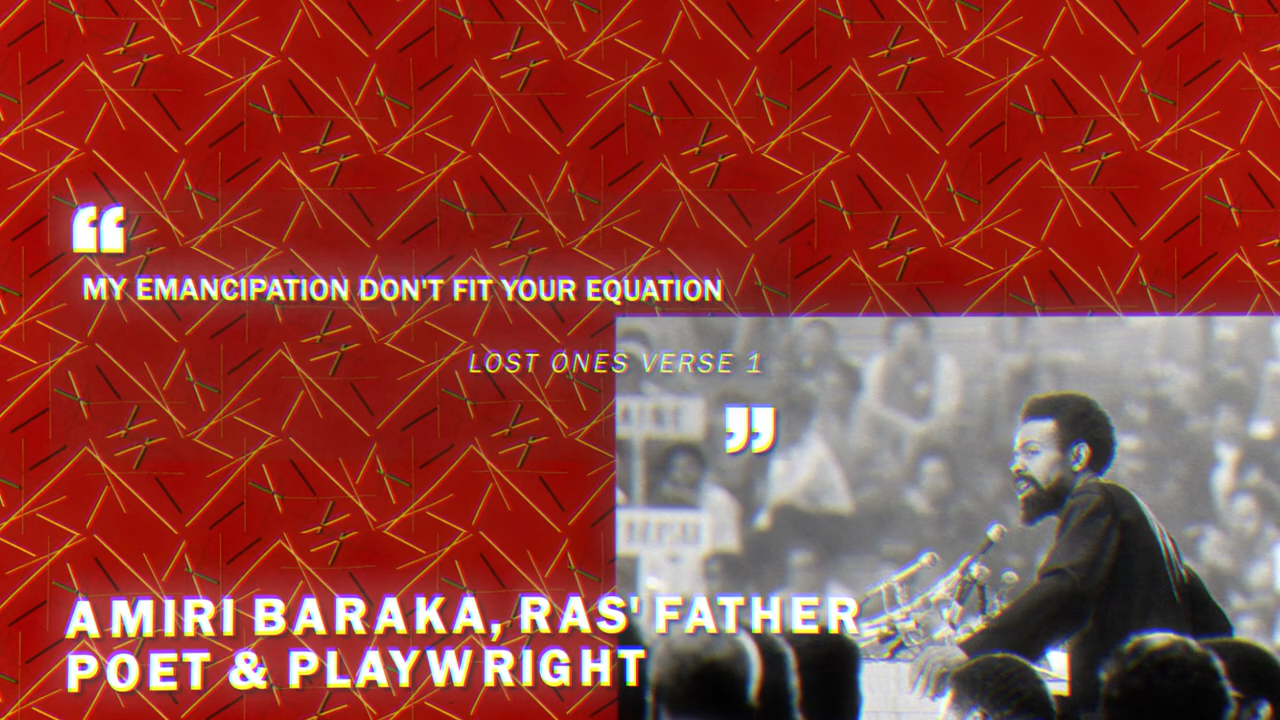 “
MY EMANCIPATION DON'T FIT YOUR EQUATION
LOST ONES VERSE 1
”
AMIRI BARAKA, RAS' FATHER
POET & PLAYWRIGHT